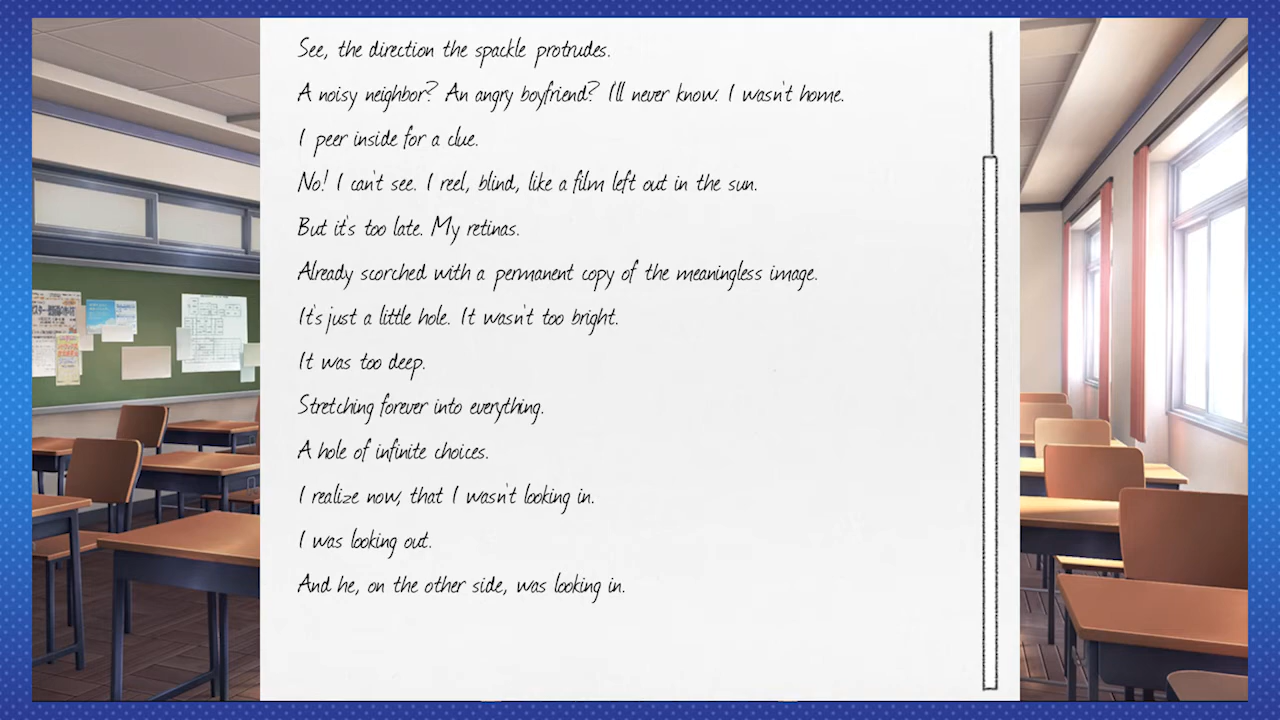 See, the direction the spackle protrudes.
A noisy neighbor? An angry boyfriend? I'll never know. I wasn't home.
I peer inside for a clue.
No! I can't see. I reel, blind, like a film left out in the sun.
But it's too late. My retinas.
Already scorched with a permanent copy of the meaningless image.
It's just a little hole. It wasn't too bright.
It was too deep.
Stretching forever into everything.
A hole of infinite choices.
I realize now, that I wasn't looking in.
I was looking out.
And he, on the other side, was looking in.